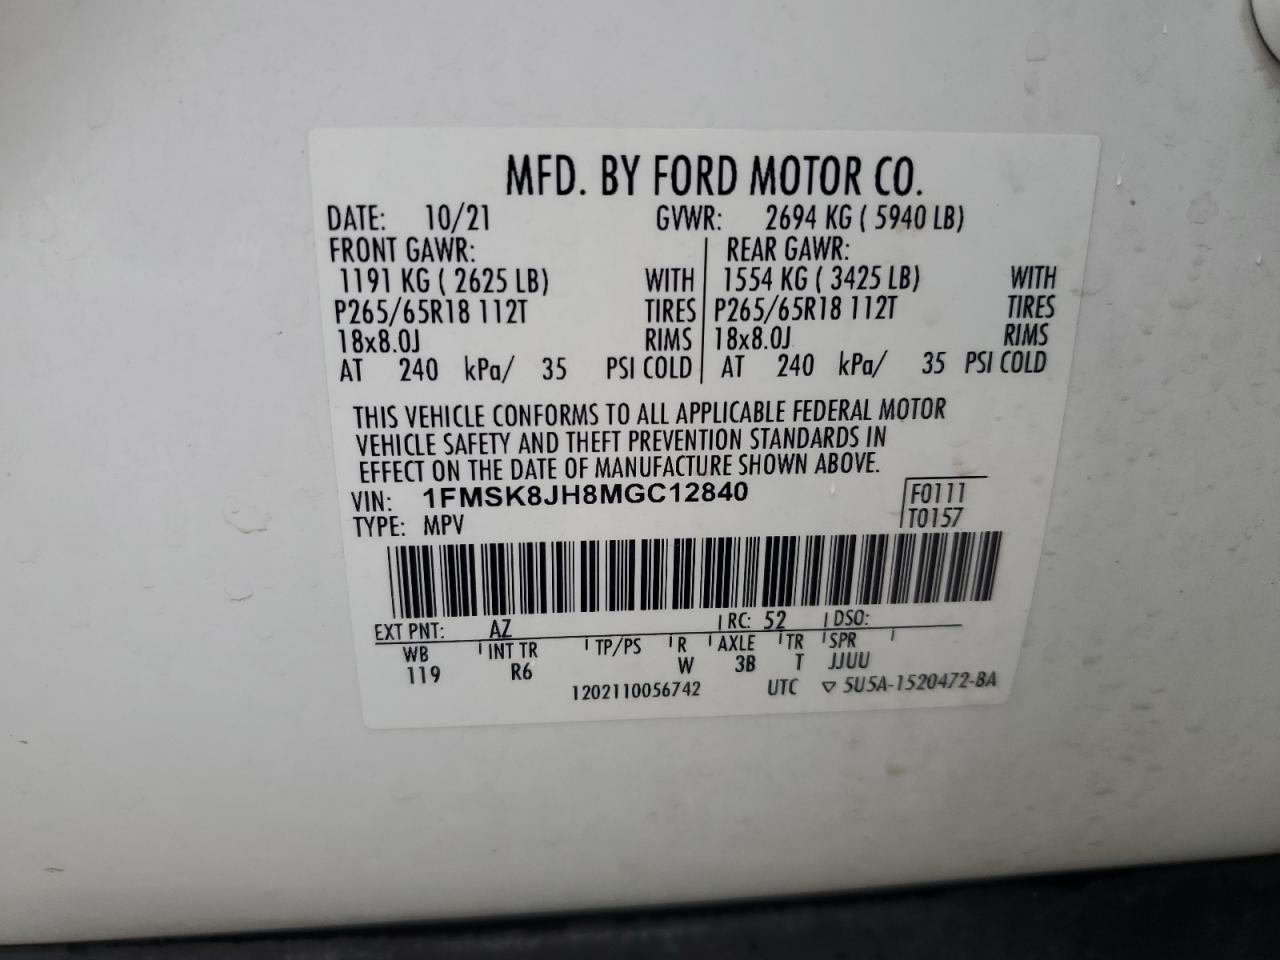 MFD. BY FORD MOTOR CO.
DATE: 10/21 GVWR: 2694 KG ( 5940 LB)
FRONT GAWR: REAR GAWR:
1191 KG ( 2625 LB) WITH 1554 KG ( 3425 LB) WITH
P265/65R18 112T TIRES P265/65R18 112T TIRES
18x8.0J RIMS 18x8.0J RIMS
AT 240 kPa/ 35 PSI COLD AT 240 kPa/ 35 PSI COLD
THIS VEHICLE CONFORMS TO ALL APPLICABLE FEDERAL MOTOR
VEHICLE SAFETY AND THEFT PREVENTION STANDARDS IN
EFFECT ON THE DATE OF MANUFACTURE SHOWN ABOVE.
VIN: 1FMSK8JH8MGC12840 F0111
TYPE: MPV T0157
EXT PNT: AZ RC: 52 DSO:
WB INT TR TP/PS R AXLE TR SPR
119 R6 W 3B T JJUU
1202110056742 UTC ▽ 5U5A-1520472-BA